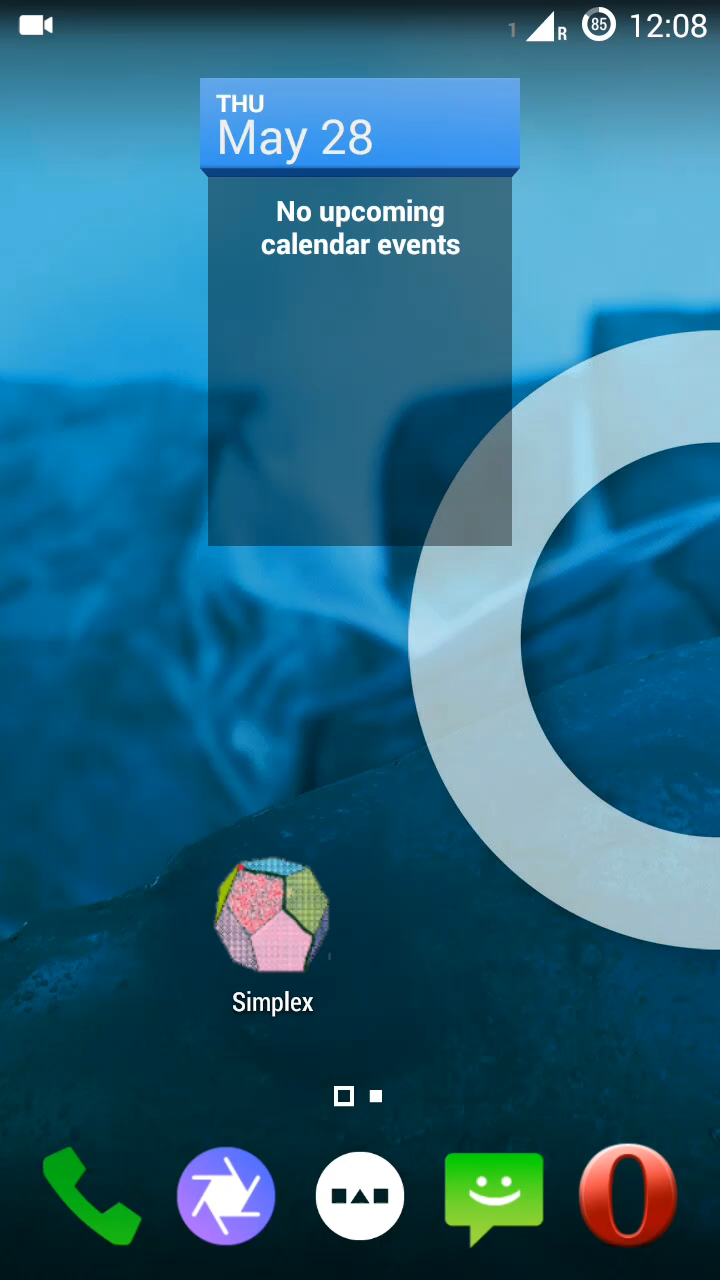 1 R 85 12:08
THU
May 28
No upcoming
calendar events
Simplex